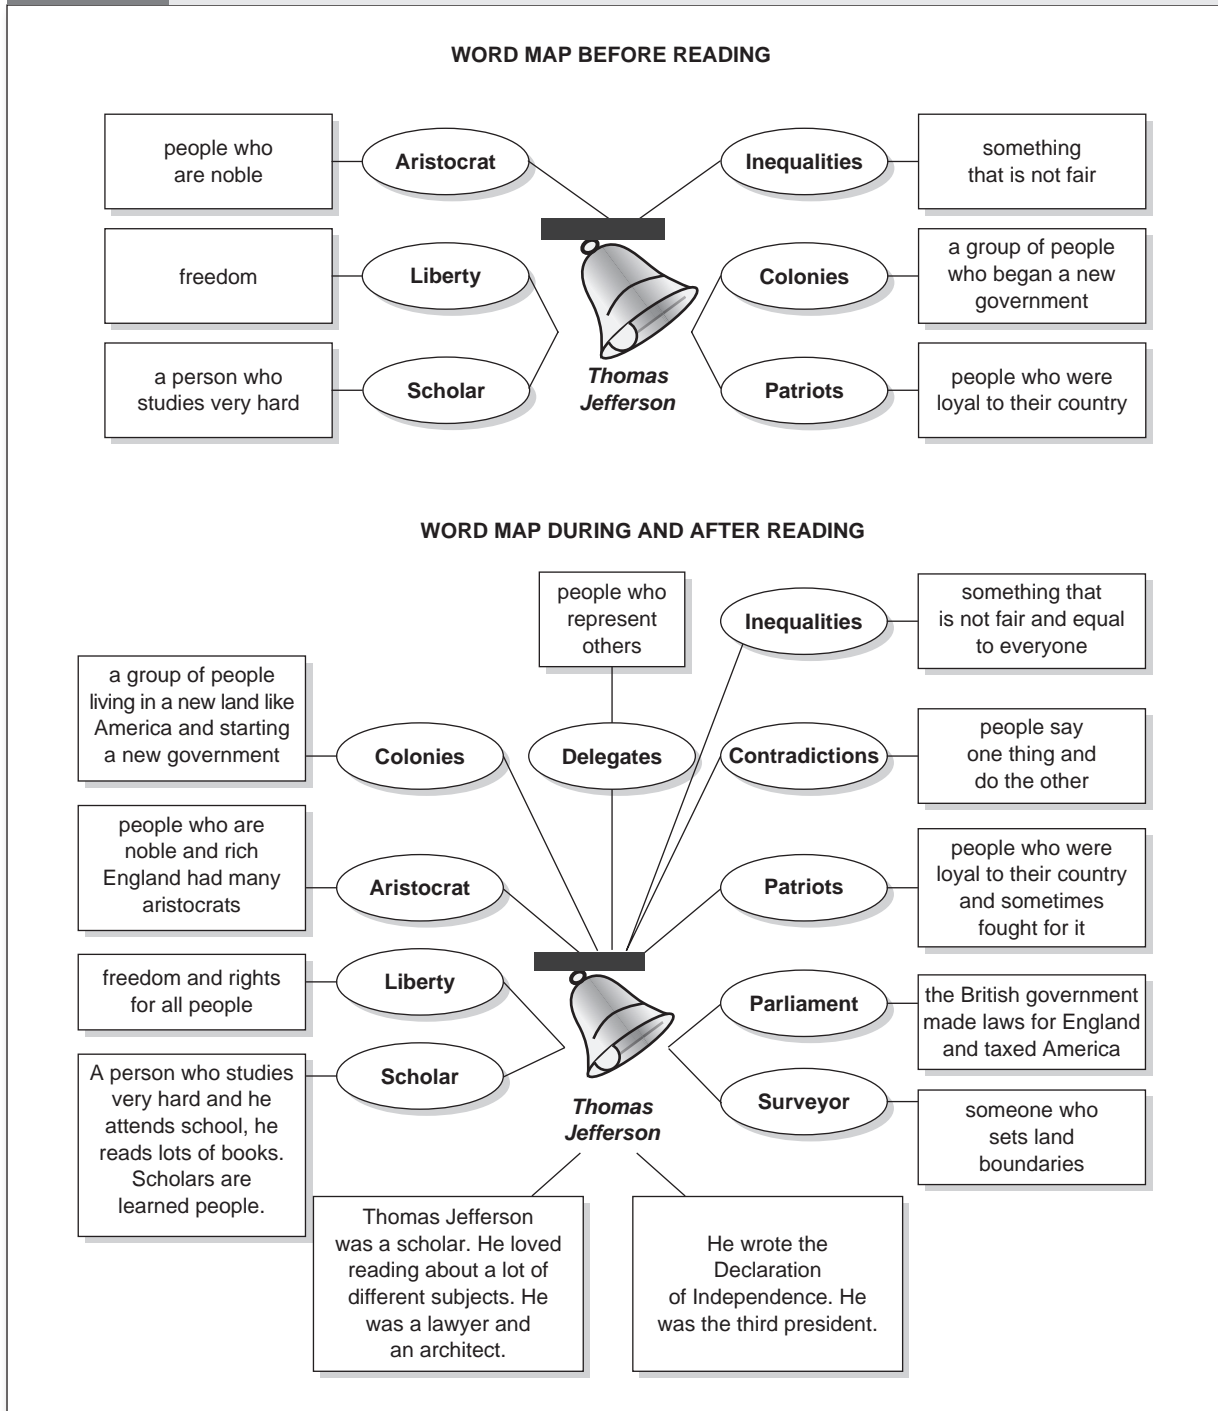 WORD MAP BEFORE READING
people who
are noble
Aristocrat
Inequalities
something
that is not fair
freedom
Liberty
Colonies
a group of people
who began a new
government
a person who
studies very hard
Scholar
Thomas
Jefferson
Patriots
people who were
loyal to their country
WORD MAP DURING AND AFTER READING
people who
represent
others
Inequalities
something that
is not fair and equal
to everyone
a group of people
living in a new land like
America and starting
a new government
Colonies
Delegates
Contradictions
people say
one thing and
do the other
people who are
noble and rich
England had many
aristocrats
Aristocrat
Patriots
people who were
loyal to their country
and sometimes
fought for it
freedom and rights
for all people
Liberty
Parliament
the British government
made laws for England
and taxed America
A person who studies
very hard and he
attends school, he
reads lots of books.
Scholars are
learned people.
Scholar
Thomas
Jefferson
Surveyor
someone who
sets land
boundaries
Thomas Jefferson
was a scholar. He loved
reading about a lot of
different subjects. He
was a lawyer and
an architect.
He wrote the
Declaration
of Independence. He
was the third president.